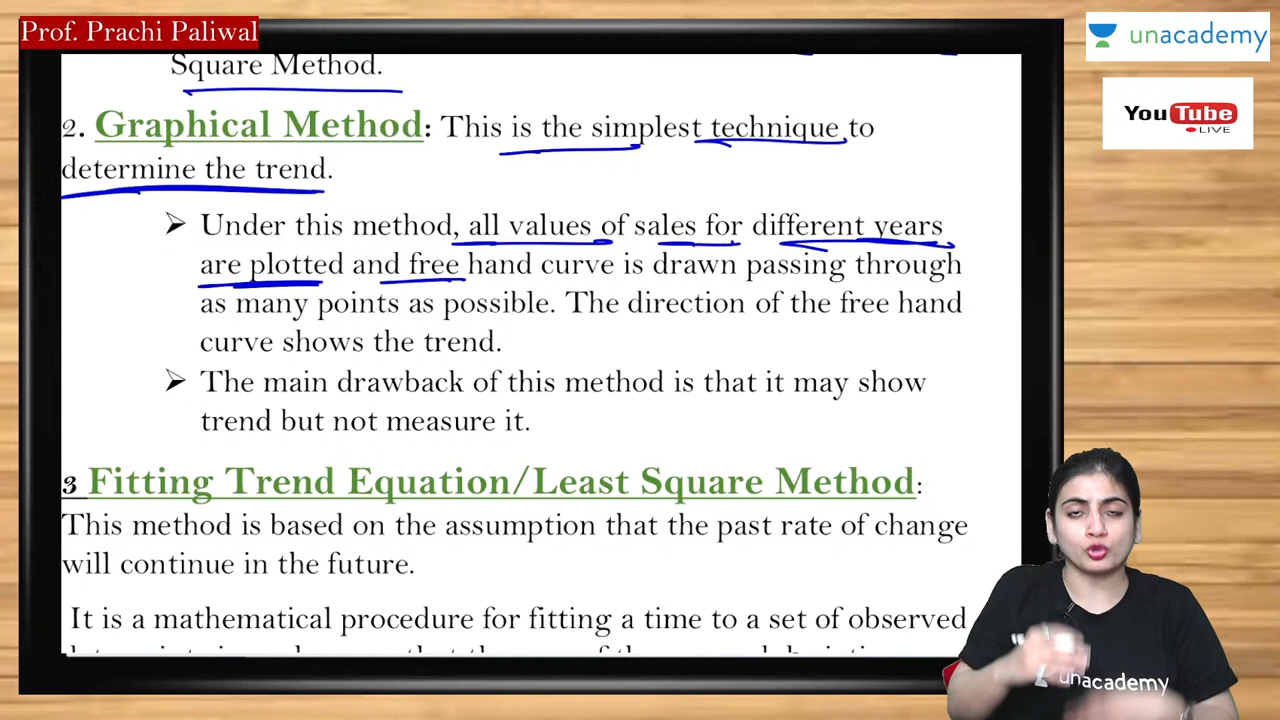 Prof. Prachi Paliwal
unacademy
YouTube
LIVE
Square Method.
2. Graphical Method: This is the simplest technique to
determine the trend.
➢ Under this method, all values of sales for different years
are plotted and free hand curve is drawn passing through
as many points as possible. The direction of the free hand
curve shows the trend.
➢ The main drawback of this method is that it may show
trend but not measure it.
3 Fitting Trend Equation/Least Square Method:
This method is based on the assumption that the past rate of change
will continue in the future.
It is a mathematical procedure for fitting a time to a set of observed
unacademy